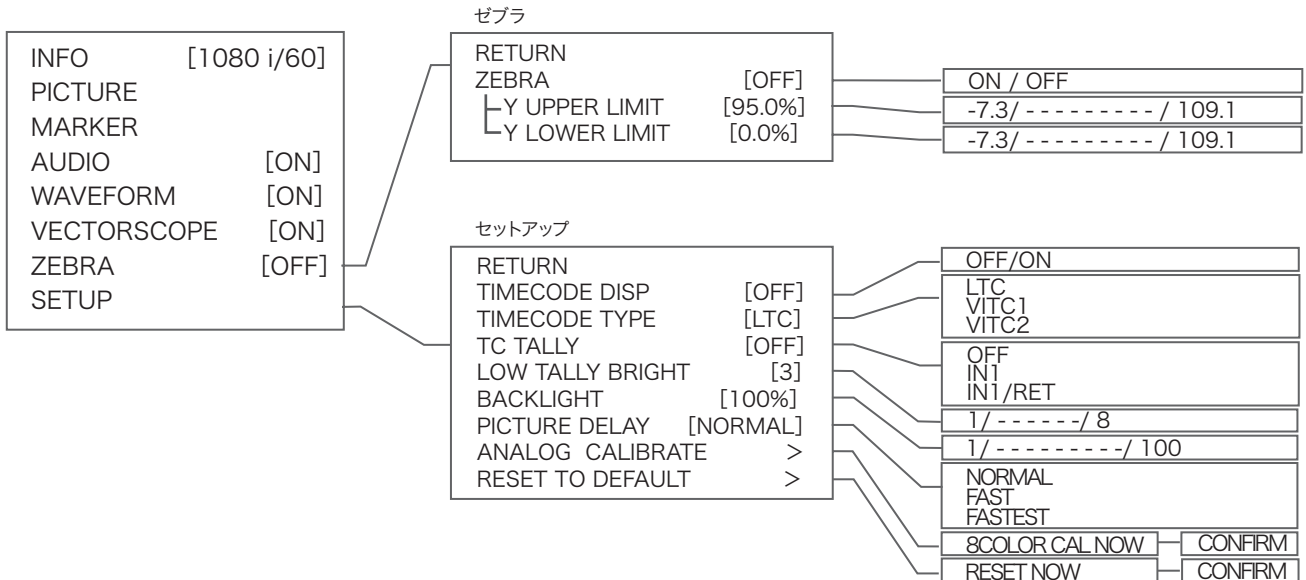 INFO [1080 i/60]
PICTURE
MARKER
AUDIO [ON]
WAVEFORM [ON]
VECTORSCOPE [ON]
ZEBRA [OFF]
SETUP
ゼブラ
RETURN
ZEBRA [OFF]
Y UPPER LIMIT [95.0%]
Y LOWER LIMIT [0.0%]
ON / OFF
-7.3/ - - - - - - - - - / 109.1
-7.3/ - - - - - - - - - / 109.1
セットアップ
RETURN
TIMECODE DISP [OFF]
TIMECODE TYPE [LTC]
TC TALLY [OFF]
LOW TALLY BRIGHT [3]
BACKLIGHT [100%]
PICTURE DELAY [NORMAL]
ANALOG CALIBRATE >
RESET TO DEFAULT >
OFF/ON
LTC
VITC1
VITC2
OFF
IN1
IN1/RET
1/ - - - - - -/ 8
1/ - - - - - - - - -/ 100
NORMAL
FAST
FASTEST
8COLOR CAL NOW CONFIRM
RESET NOW CONFIRM